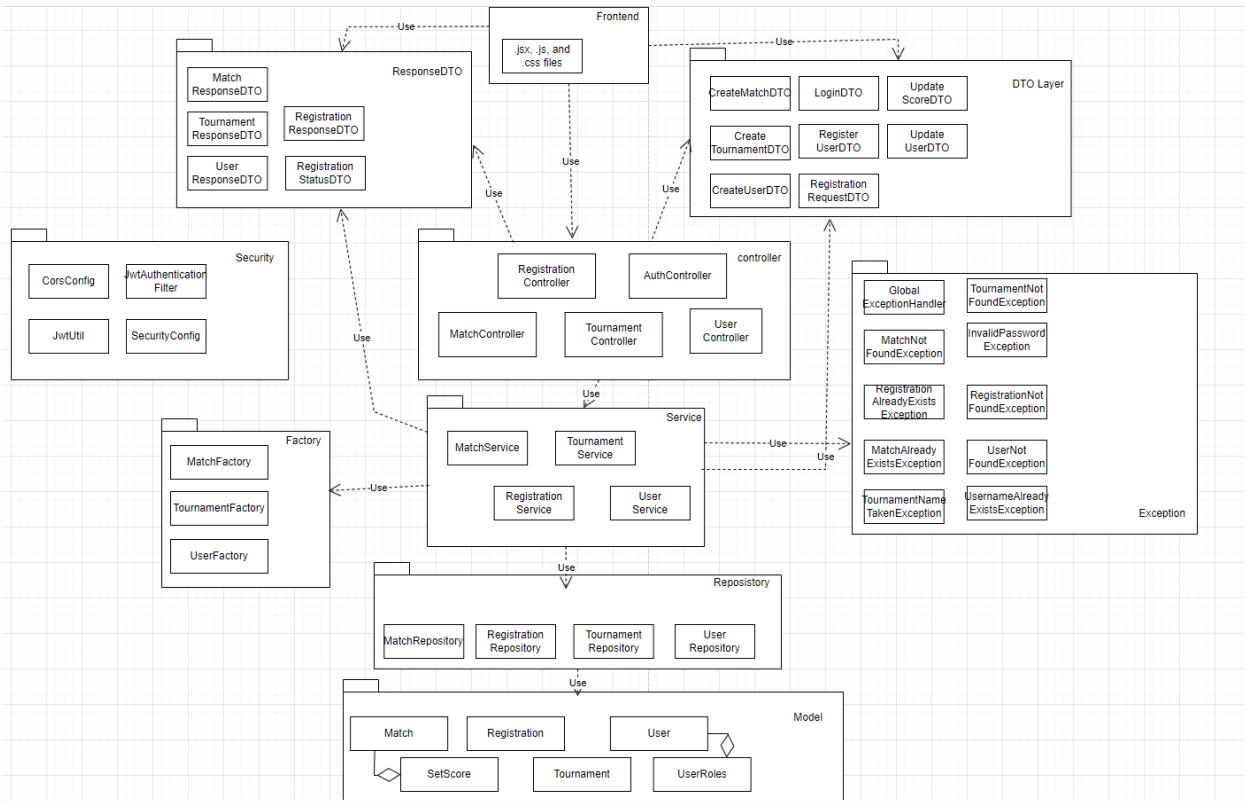 Frontend
.jsx, .js, and
.css files
Use
Use
Use
ResponseDTO
Match
ResponseDTO
Tournament
ResponseDTO
Registration
ResponseDTO
User
ResponseDTO
Registration
StatusDTO
DTO Layer
CreateMatchDTO
LoginDTO
Update
ScoreDTO
Create
TournamentDTO
Register
UserDTO
Update
UserDTO
CreateUserDTO
Registration
RequestDTO
Use
Use
Security
CorsConfig
JwtAuthentication
Filter
JwtUtil
SecurityConfig
controller
Registration
Controller
AuthController
MatchController
Tournament
Controller
User
Controller
Global
ExceptionHandler
TournamentNot
FoundException
MatchNot
FoundException
InvalidPassword
Exception
Registration
AlreadyExists
Exception
RegistrationNot
FoundException
MatchAlready
ExistsException
UserNot
FoundException
TournamentName
TakenException
UsernameAlready
ExistsException
Exception
Use
Use
Use
Use
Use
Factory
MatchFactory
TournamentFactory
UserFactory
Service
MatchService
Tournament
Service
Registration
Service
User
Service
Use
Reposistory
MatchRepository
Registration
Repository
Tournament
Repository
User
Repository
Use
Model
Match
Registration
User
SetScore
Tournament
UserRoles